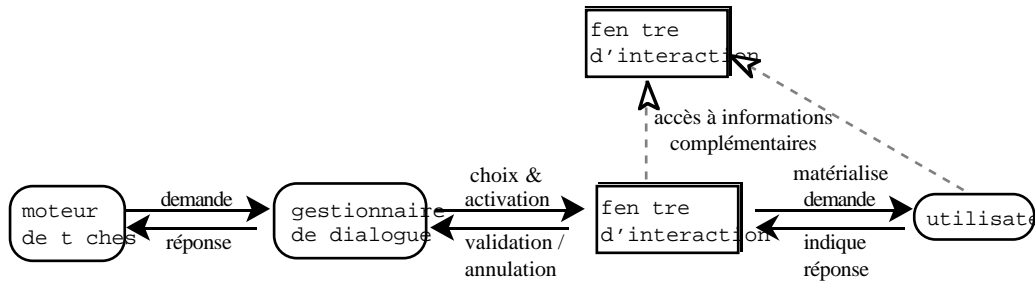 fen tre
d'interaction
accès à informations
complémentaires
moteur
de t ches
demande
réponse
gestionnaire
de dialogue
choix &
activation
validation /
annulation
fen tre
d'interaction
matérialise
demande
indique
réponse
utilisate